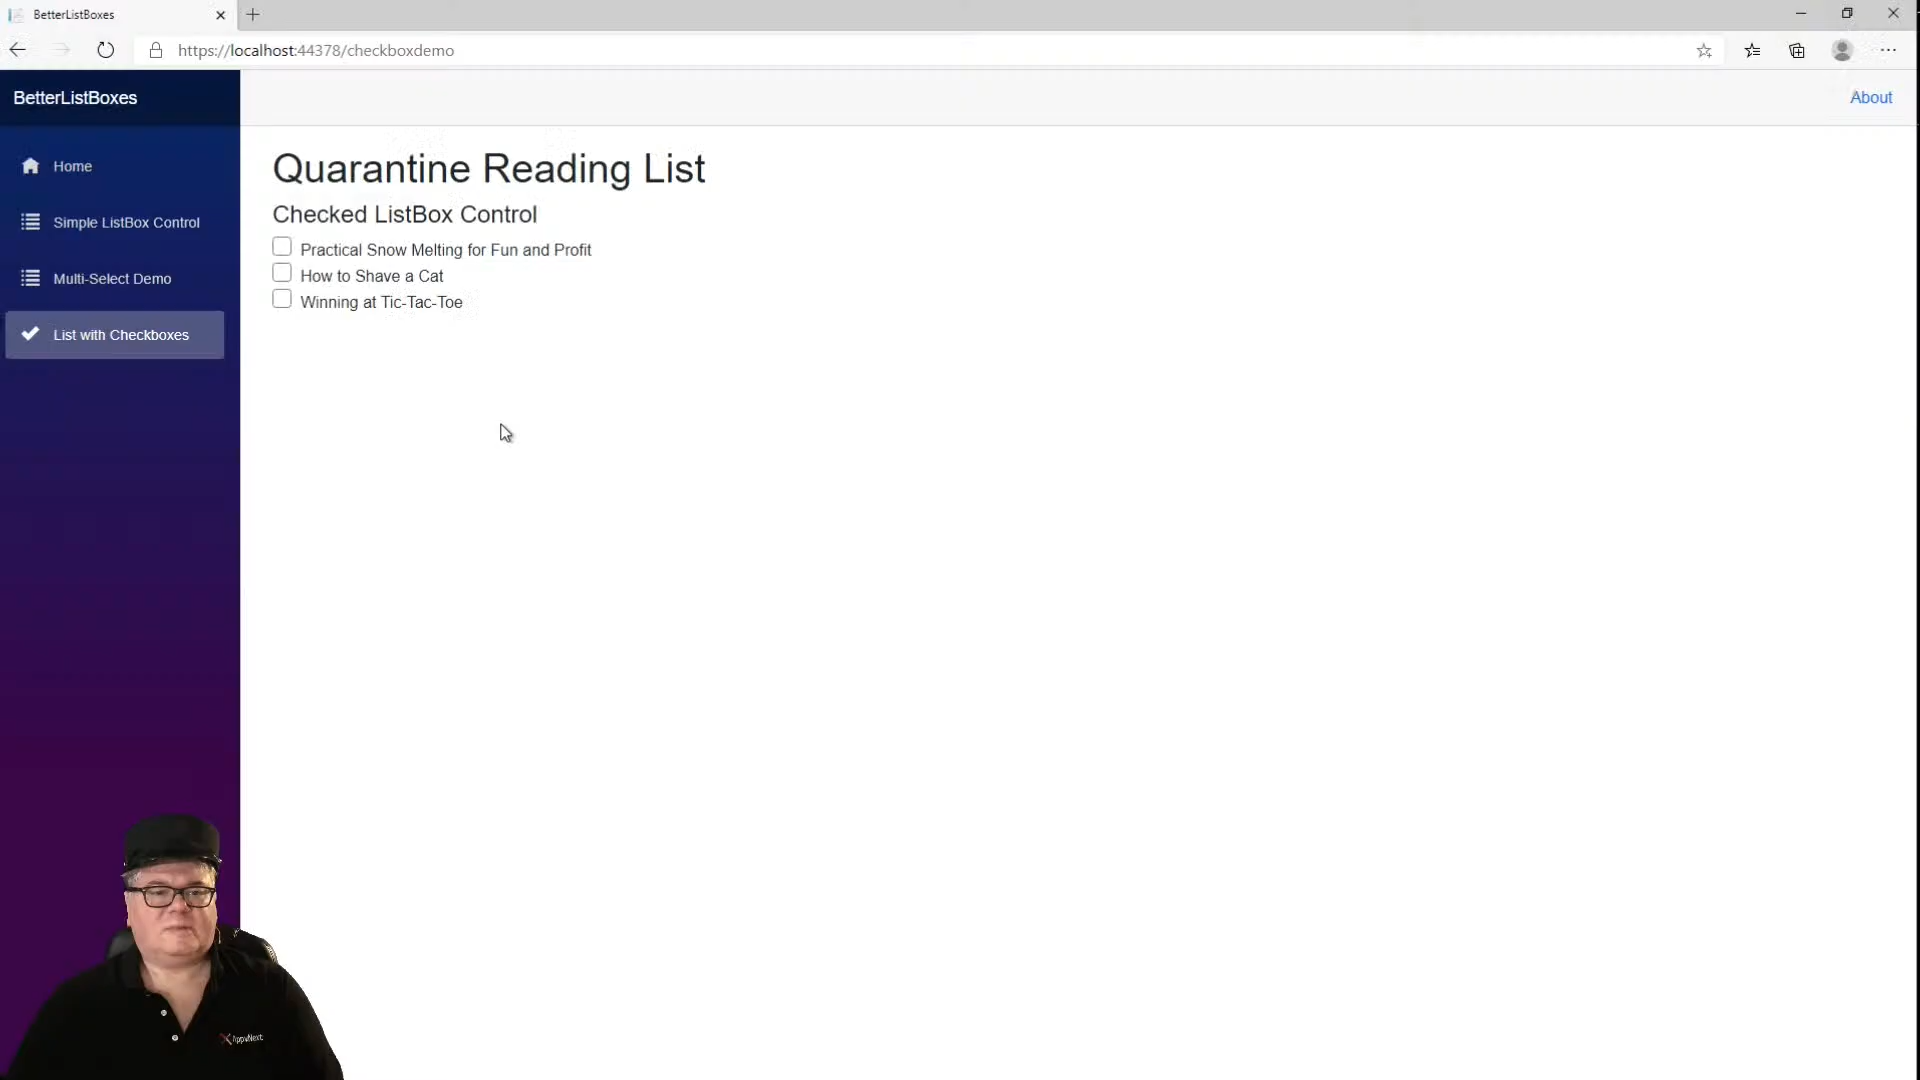 BetterListBoxes
https://localhost:44378/checkboxdemo
BetterListBoxes
About
Home
Simple ListBox Control
Multi-Select Demo
List with Checkboxes
Quarantine Reading List
Checked ListBox Control
Practical Snow Melting for Fun and Profit
How to Shave a Cat
Winning at Tic-Tac-Toe
AppvNext